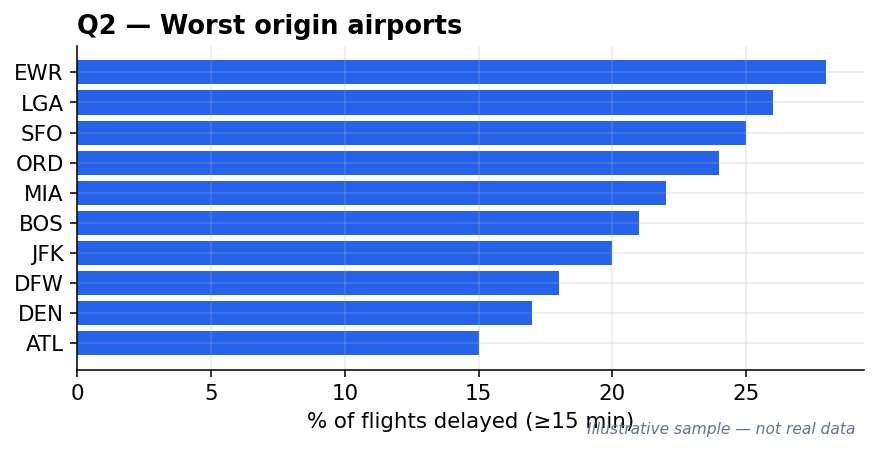 Q2 — Worst origin airports
EWR
LGA
SFO
ORD
MIA
BOS
JFK
DFW
DEN
ATL
0 5 10 15 20 25
% of flights delayed (≥15 min)
Illustrative sample — not real data